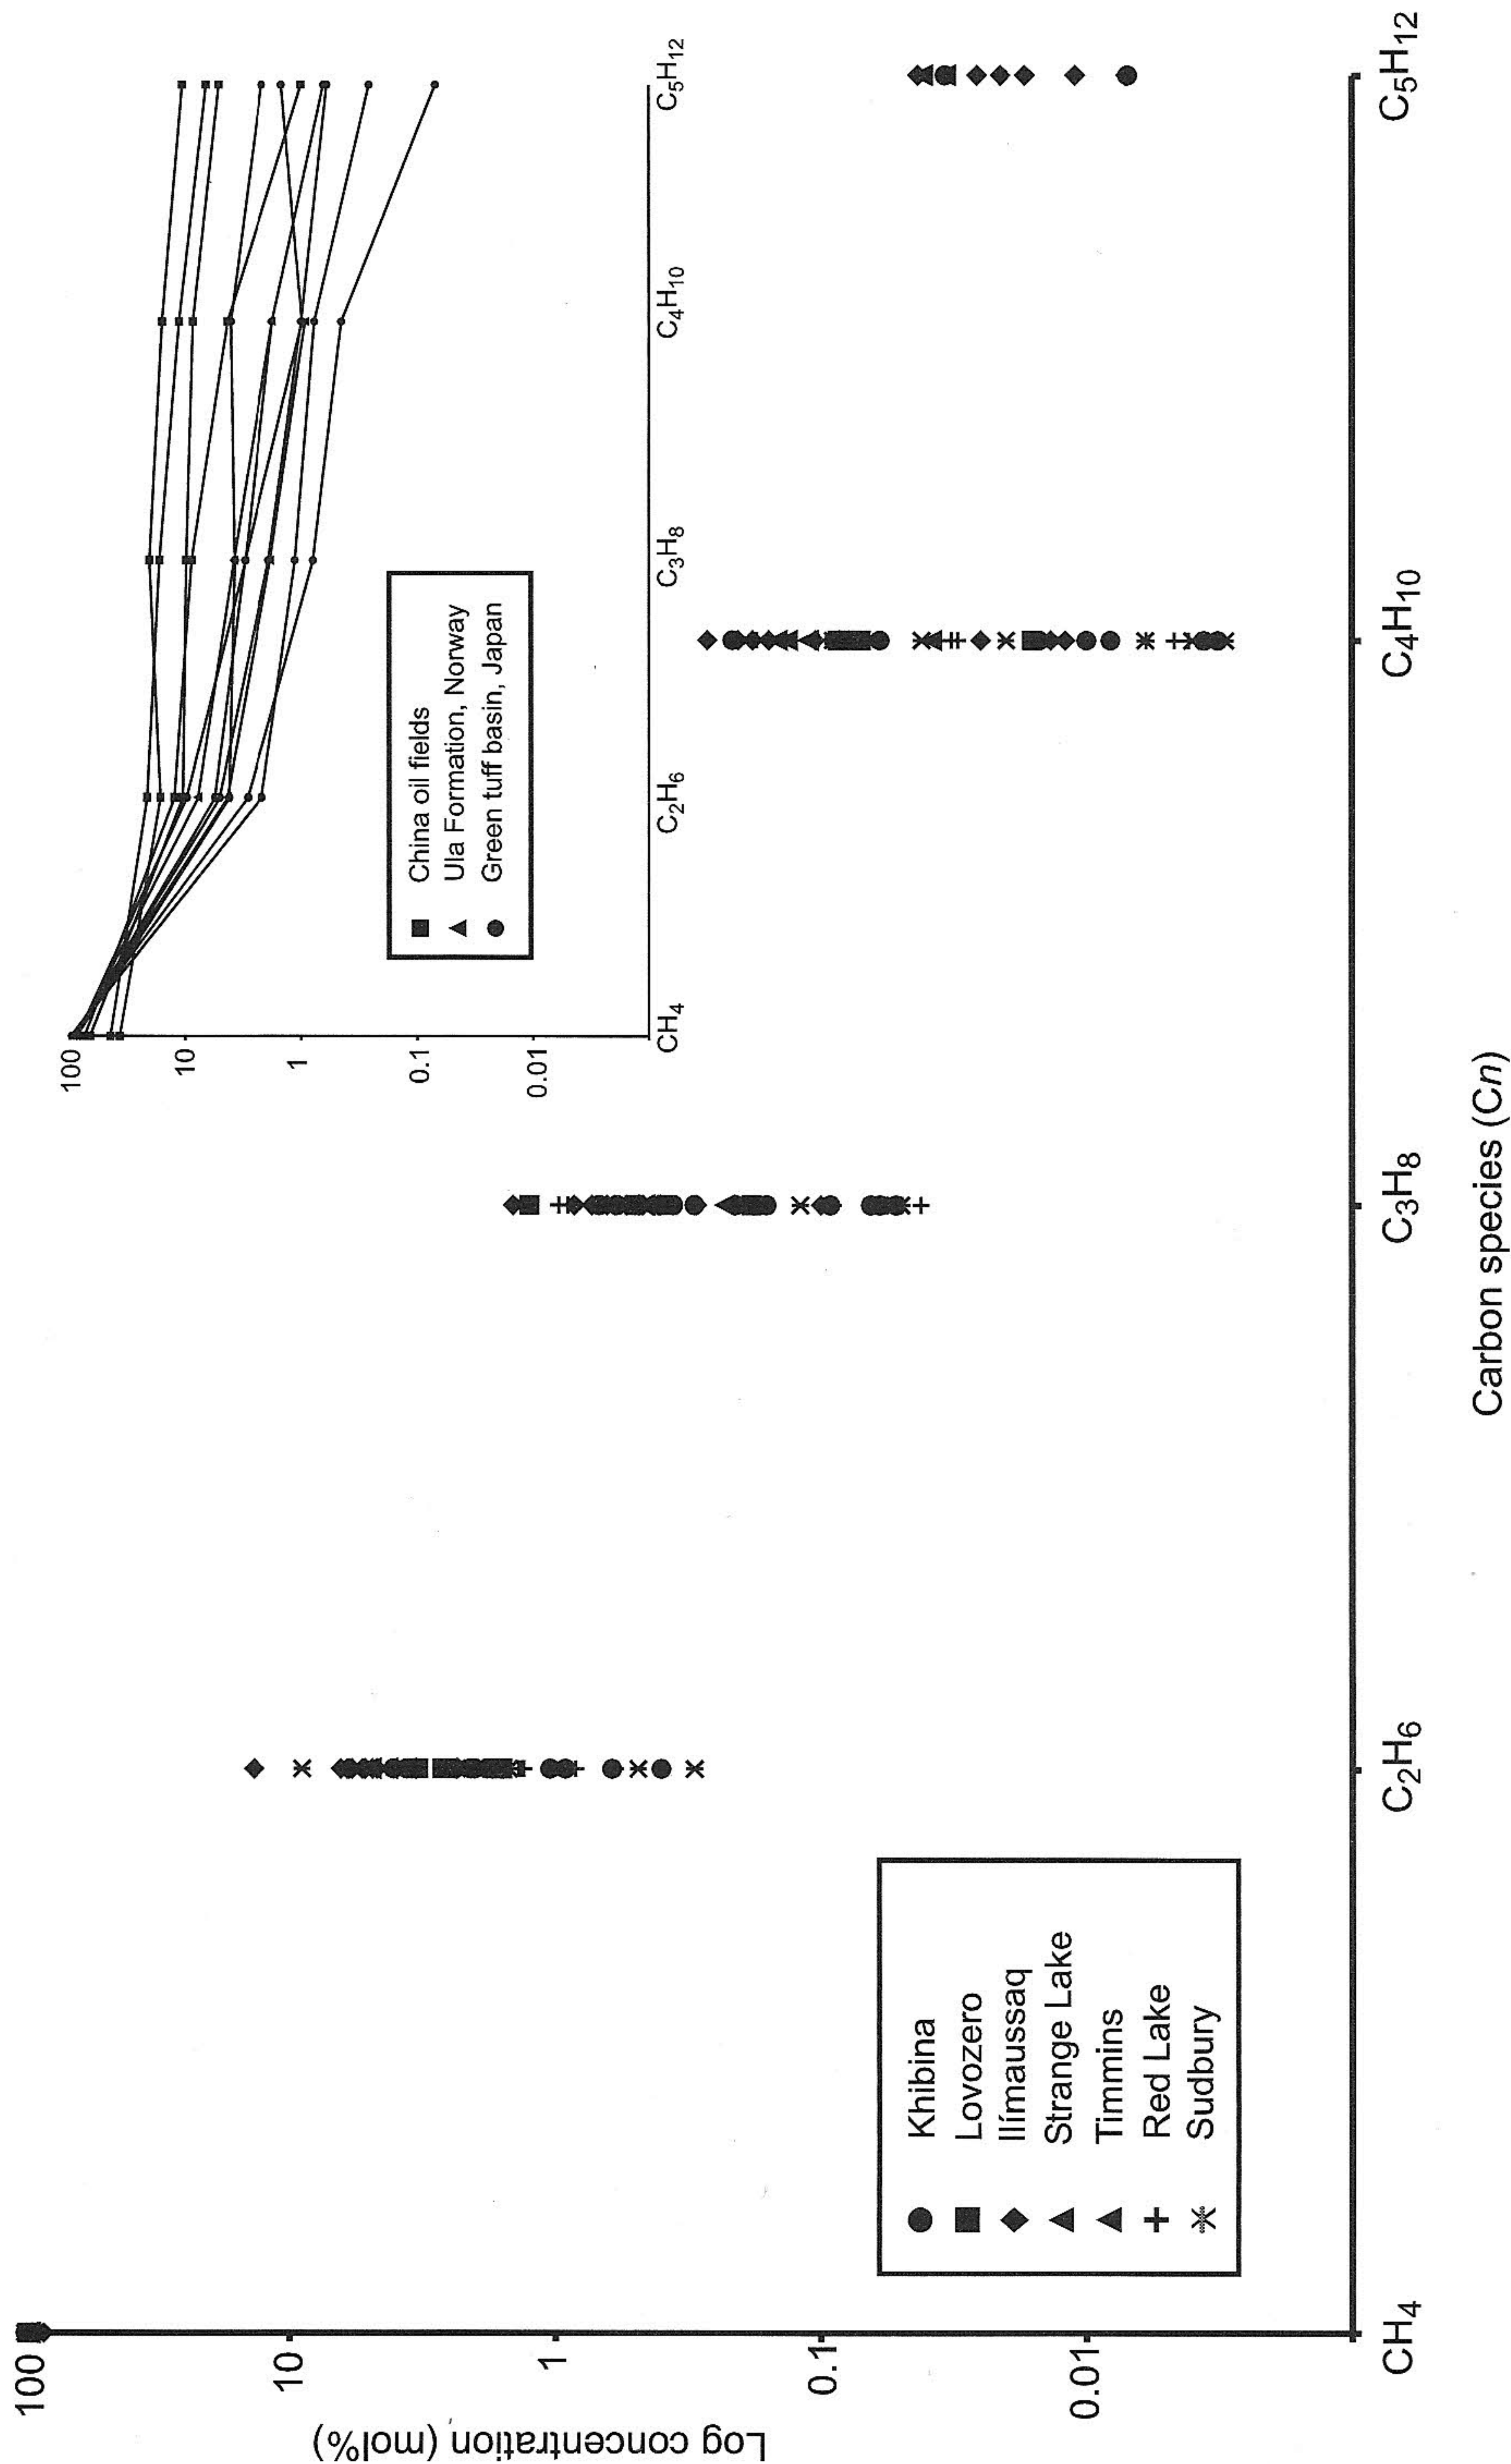 100
10
1
0.1
0.01
Log concentration (mol%)
CH₄
C₂H₆
C₃H₈
C₄H₁₀
C₅H₁₂
Carbon species (Cn)
Khibina
Lovozero
Ilímaussaq
Strange Lake
Timmins
Red Lake
Sudbury
100
10
1
0.1
0.01
CH₄
C₂H₆
C₃H₈
C₄H₁₀
C₅H₁₂
China oil fields
Ula Formation, Norway
Green tuff basin, Japan